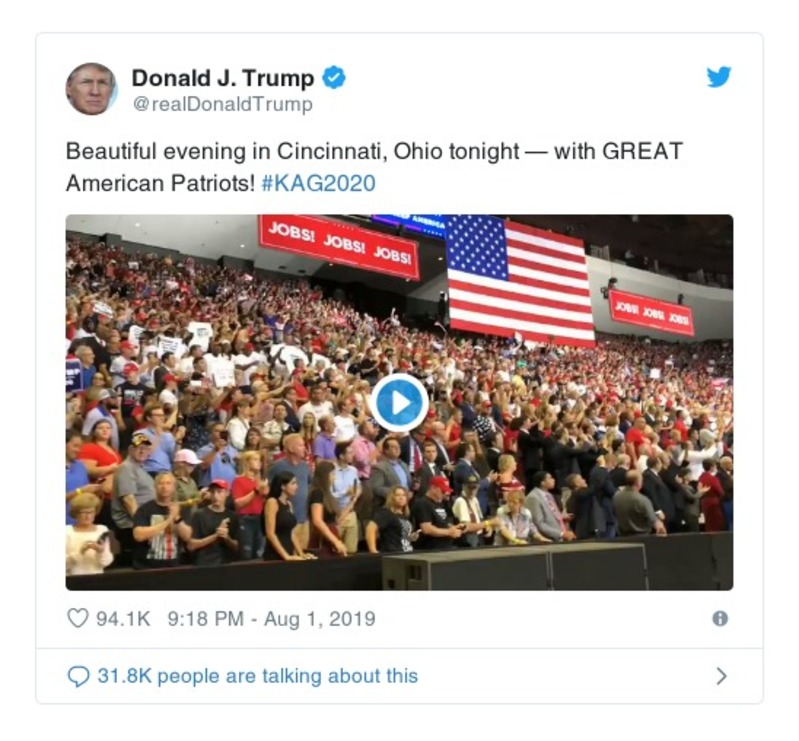 Donald J. Trump
@realDonaldTrump
Beautiful evening in Cincinnati, Ohio tonight — with GREAT
American Patriots! #KAG2020
JOBS! JOBS! JOBS!
AMERICA
JOBS! JOBS! JOBS!
94.1K 9:18 PM - Aug 1, 2019
31.8K people are talking about this